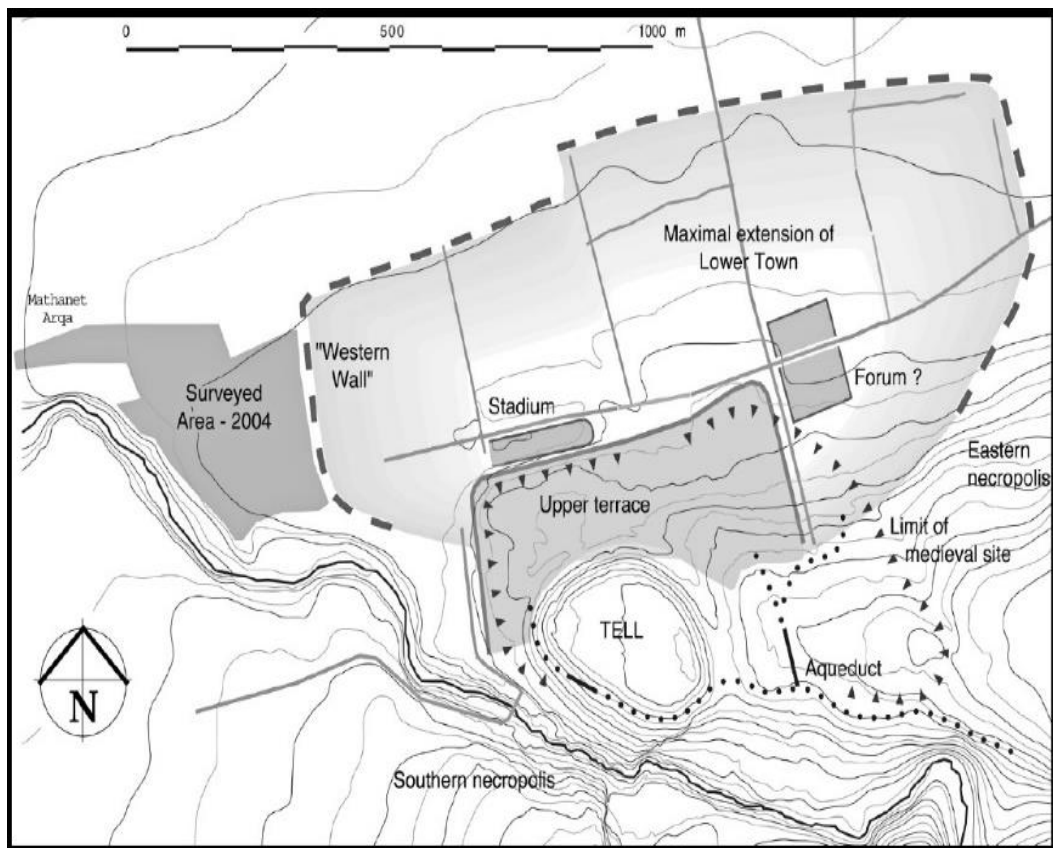 0 500 1000 m
Maximal extension of
Lower Town
Mathanet
Arqa
"Western
Wall"
Surveyed
Area - 2004
Stadium
Forum ?
Eastern
necropolis
Upper terrace
Limit of
medieval site
TELL
Aqueduct
N
Southern necropolis